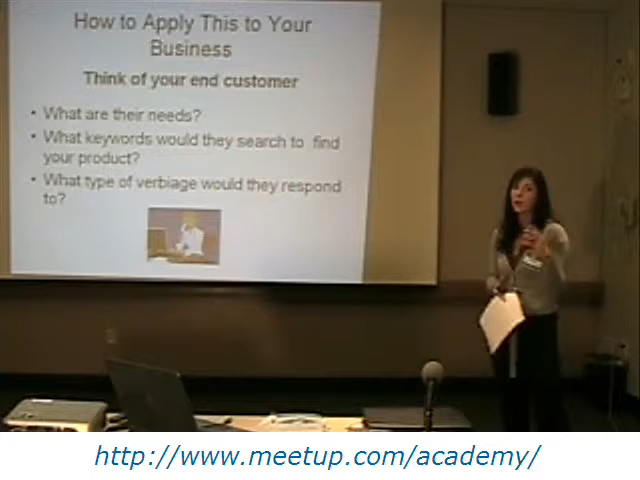 How to Apply This to Your
Business
Think of your end customer
• What are their needs?
• What keywords would they search to find
your product?
• What type of verbiage would they respond
to?
http://www.meetup.com/academy/